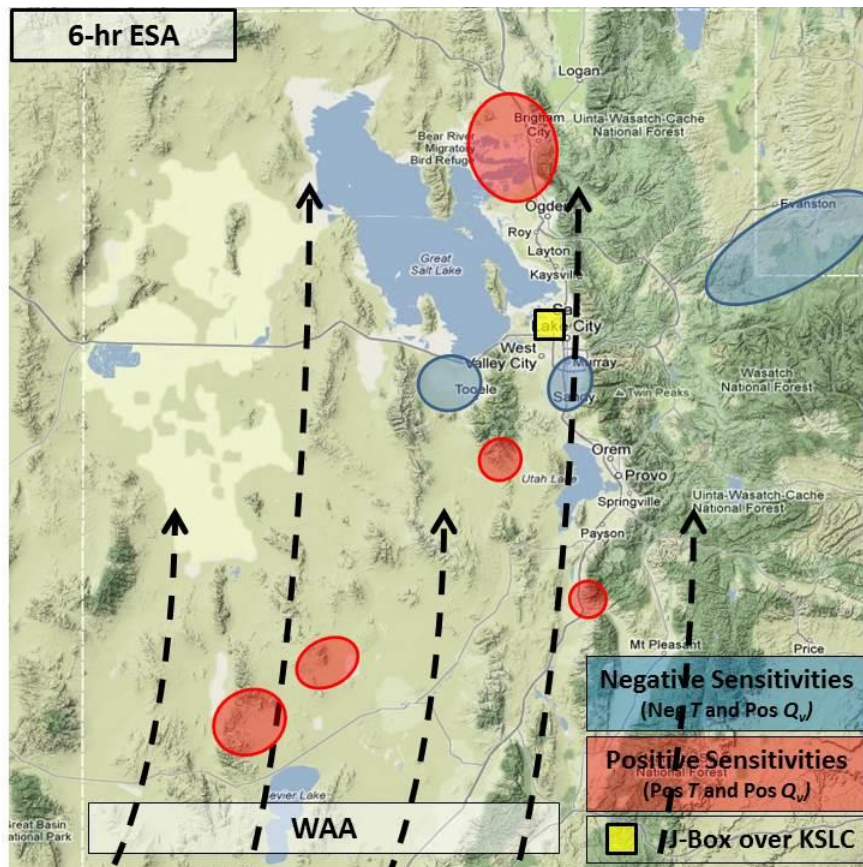 6-hr ESA
Logan
Uinta-Wasatch-Cache
National Forest
Brigham
City
Bear River
Migratory
Bird Refuge
Evanston
Ogden
Roy
Layton
Kaysville
Great
Salt Lake
Lake City
West
Valley City
Murray
Tooele
Sandy
Twin Peaks
Wasatch
National Forest
Orem
Provo
Utah Lake
Springville
Uinta-Wasatch-Cache
National Forest
Payson
Mt Pleasant
Price
Negative Sensitivities
(Neg T and Pos Qv)
Positive Sensitivities
(Pos T and Pos Qv)
National Forest
evier Lake
WAA
J-Box over KSLC
Great Basin
National Park